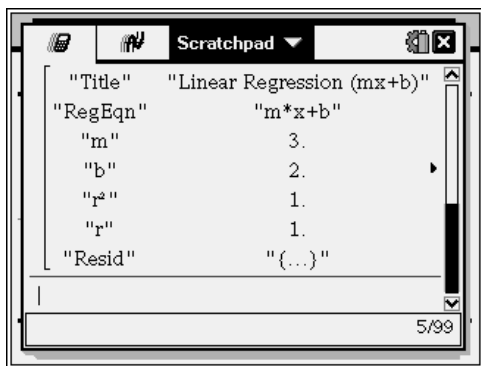 Scratchpad
"Title" "Linear Regression (mx+b)"
"RegEqn" "m*x+b"
"m" 3.
"b" 2.
"r²" 1.
"r" 1.
"Resid" "{...}"
5/99